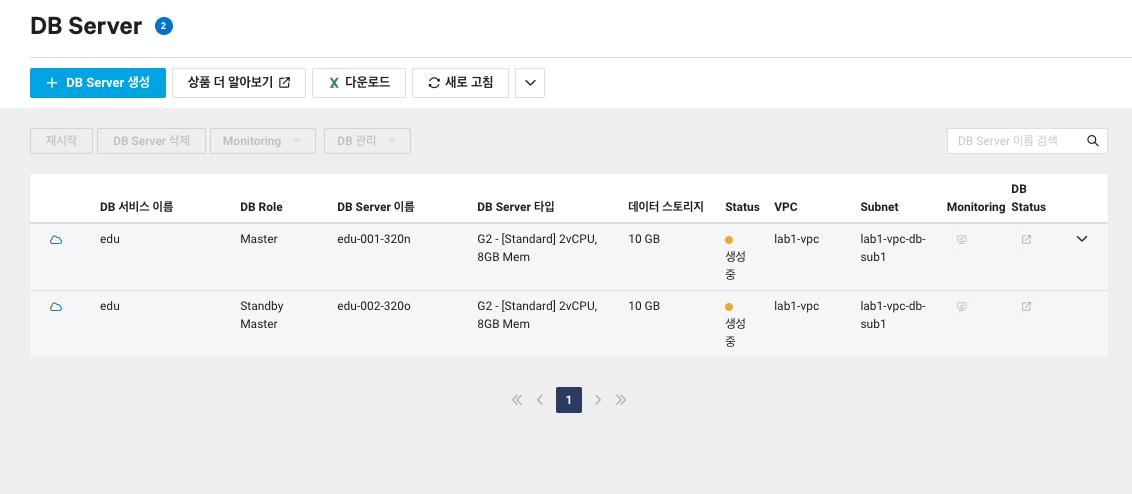 DB Server 2
+ DB Server 생성 상품 더 알아보기 X 다운로드 새로 고침
재시작 DB Server 삭제 Monitoring DB 관리 DB Server 이름 검색
DB 서비스 이름 DB Role DB Server 이름 DB Server 타입 데이터 스토리지 Status VPC Subnet Monitoring DB
Status
edu Master edu-001-320n G2 - [Standard] 2vCPU, 10 GB lab1-vpc lab1-vpc-db-
8GB Mem 생성 sub1
중
edu Standby edu-002-320o G2 - [Standard] 2vCPU, 10 GB lab1-vpc lab1-vpc-db-
Master 8GB Mem 생성 sub1
중
1